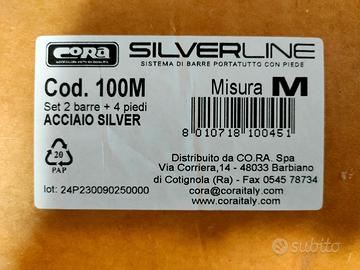 CORA
SILVERLINE
SISTEMA DI BARRE PORTATUTTO CON PIEDE
Cod. 100M
Misura M
Set 2 barre + 4 piedi
ACCIAIO SILVER
8 010718 100451
20
PAP
Distribuito da CO.RA. Spa
Via Corriera,14 - 48033 Barbiano
di Cotignola (Ra) - Fax 0545 78734
cora@coraitaly.com
www.coraitaly.com
lot: 24P230090250000
subito